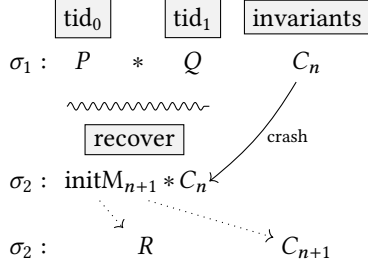 tid₀ tid₁ invariants
σ₁ : P * Q Cₙ
crash
recover
σ₂ : initMₙ₊₁ * Cₙ
σ₂ : R Cₙ₊₁